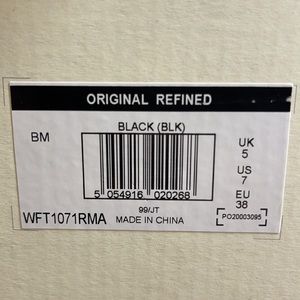 ORIGINAL REFINED
BLACK (BLK)
BM
UK
5
US
7
EU
38
5 054916 020268
99/JT
WFT1071RMA
MADE IN CHINA
PO20003095